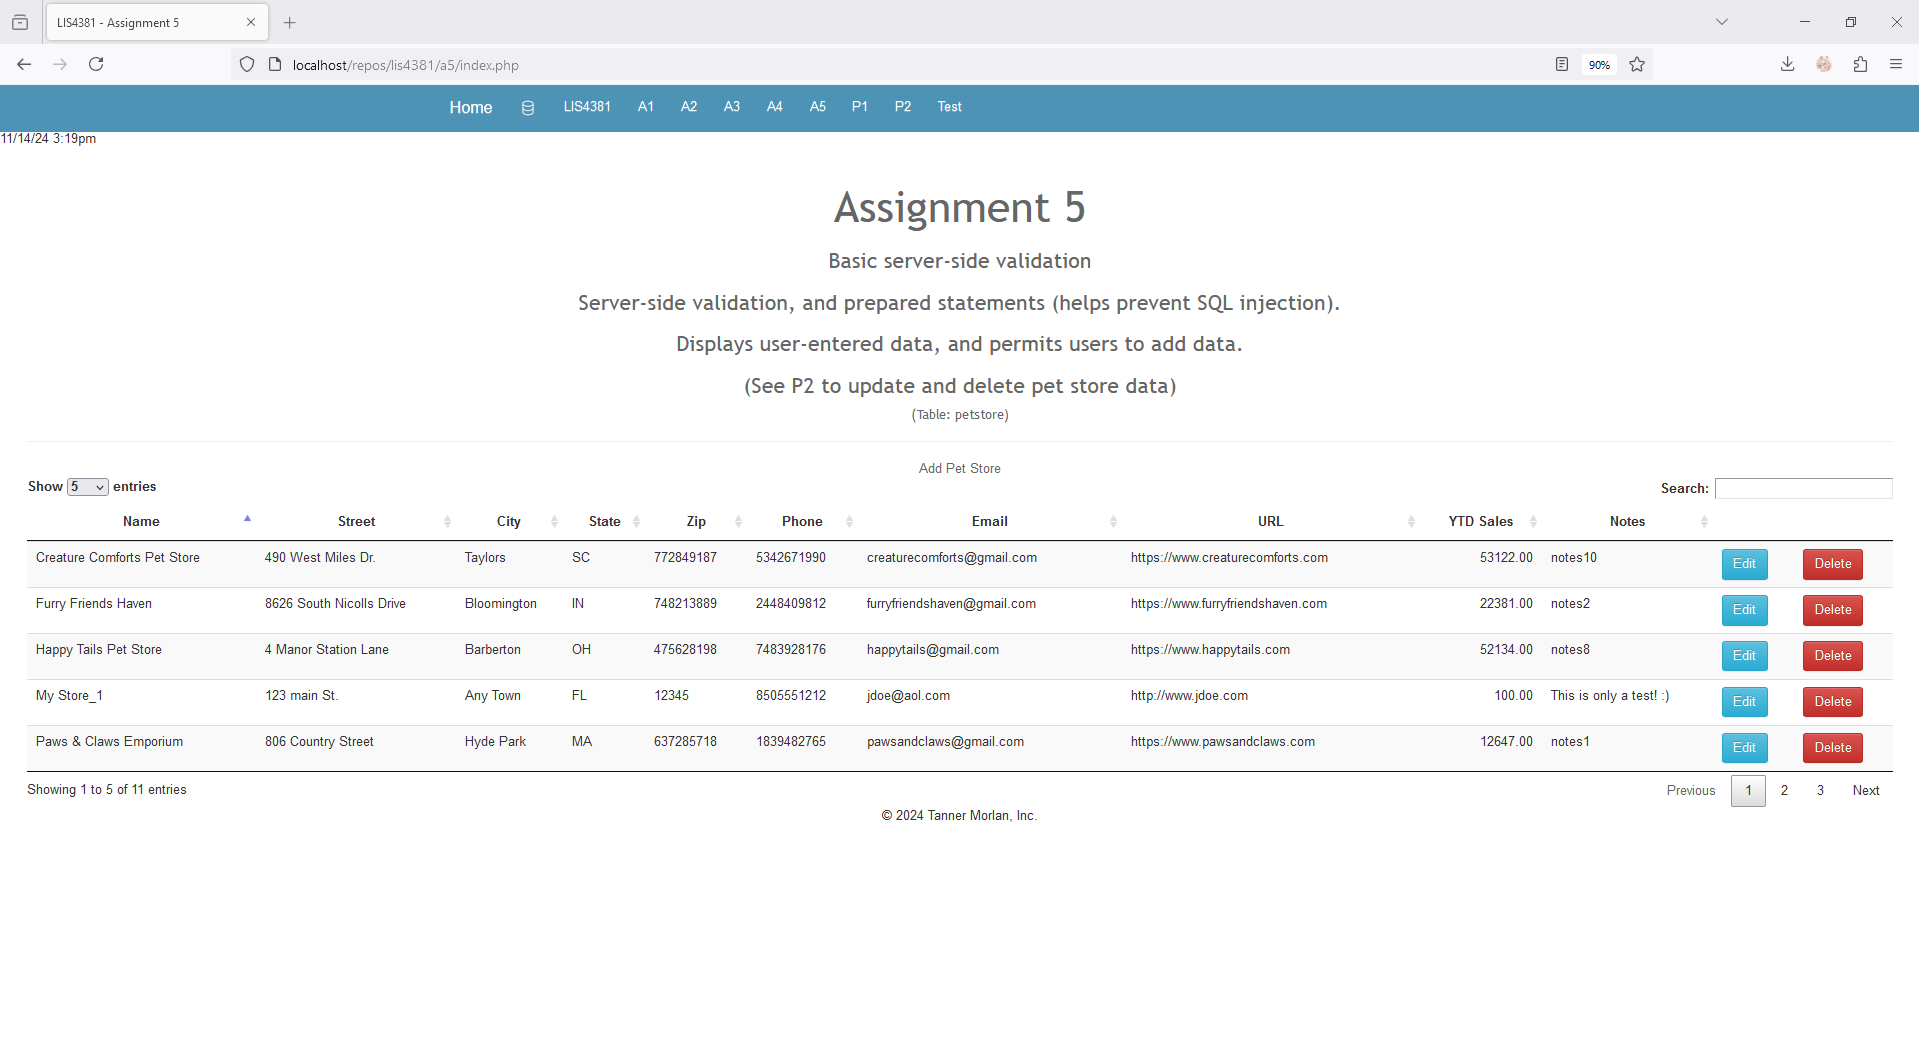 LIS4381 - Assignment 5
localhost/repos/lis4381/a5/index.php 90%
Home LIS4381 A1 A2 A3 A4 A5 P1 P2 Test
11/14/24 3:19pm
Assignment 5
Basic server-side validation
Server-side validation, and prepared statements (helps prevent SQL injection).
Displays user-entered data, and permits users to add data.
(See P2 to update and delete pet store data)
(Table: petstore)
Add Pet Store
Show 5 entries Search:
Name Street City State Zip Phone Email URL YTD Sales Notes
Creature Comforts Pet Store 490 West Miles Dr. Taylors SC 772849187 5342671990 creaturecomforts@gmail.com https://www.creaturecomforts.com 53122.00 notes10 Edit Delete
Furry Friends Haven 8626 South Nicolls Drive Bloomington IN 748213889 2448409812 furryfriendshaven@gmail.com https://www.furryfriendshaven.com 22381.00 notes2 Edit Delete
Happy Tails Pet Store 4 Manor Station Lane Barberton OH 475628198 7483928176 happytails@gmail.com https://www.happytails.com 52134.00 notes8 Edit Delete
My Store_1 123 main St. Any Town FL 12345 8505551212 jdoe@aol.com http://www.jdoe.com 100.00 This is only a test! :) Edit Delete
Paws & Claws Emporium 806 Country Street Hyde Park MA 637285718 1839482765 pawsandclaws@gmail.com https://www.pawsandclaws.com 12647.00 notes1 Edit Delete
Showing 1 to 5 of 11 entries Previous 1 2 3 Next
© 2024 Tanner Morlan, Inc.